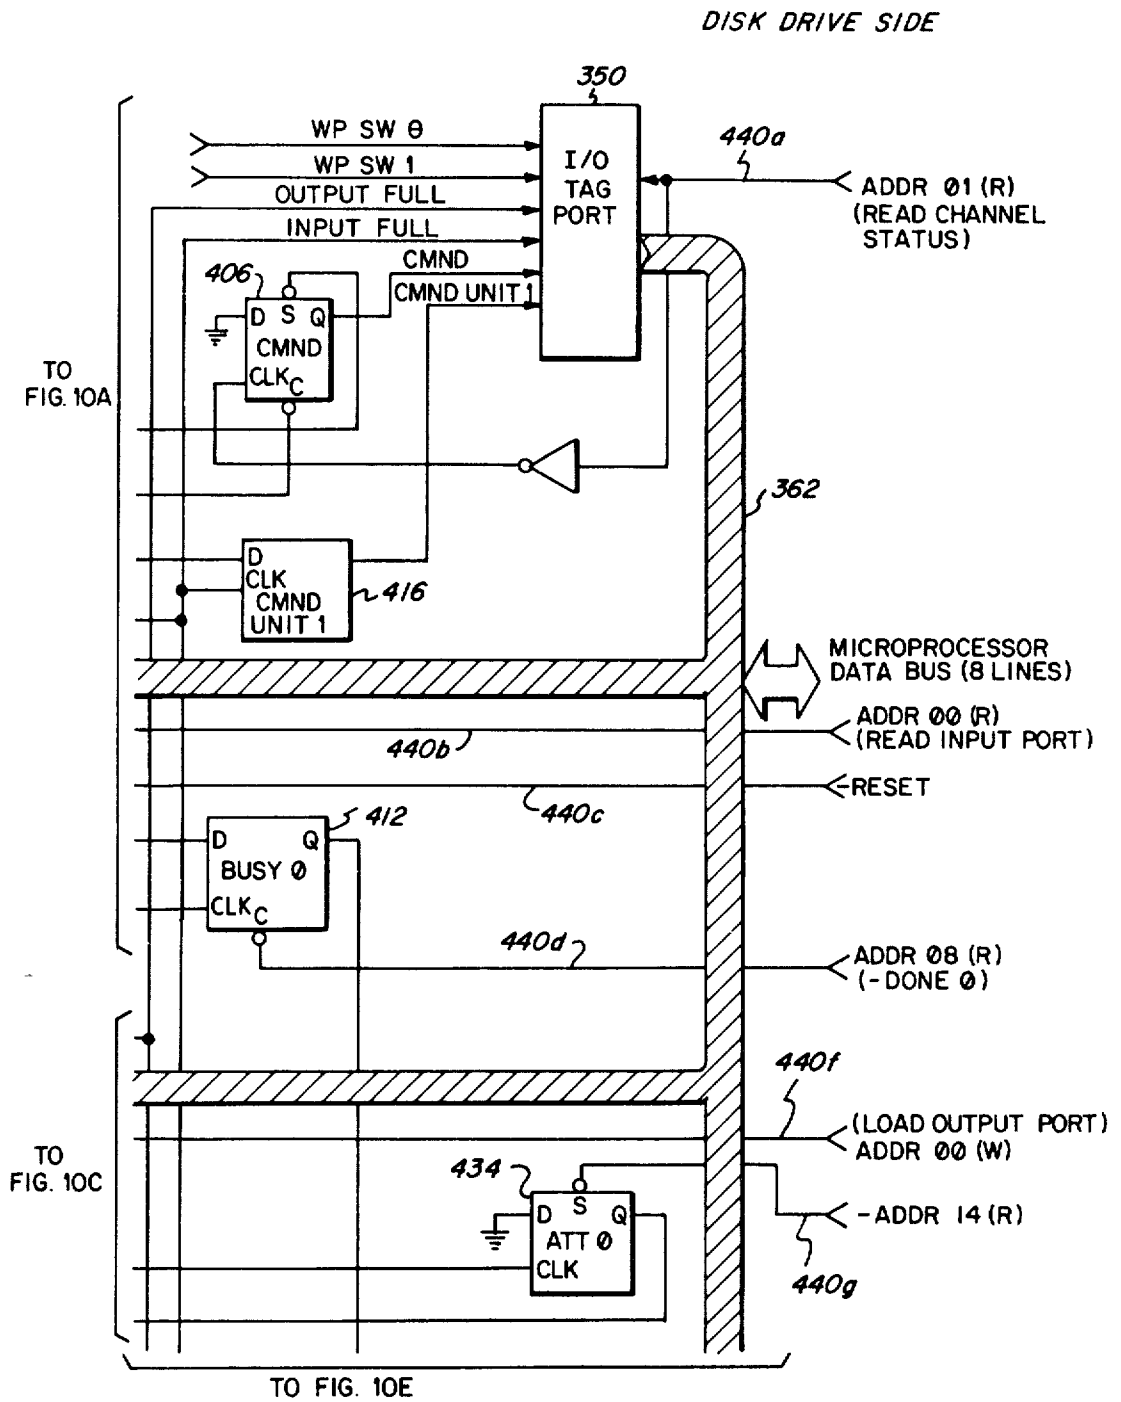 DISK DRIVE SIDE
350
WP SW 0
WP SW 1
OUTPUT FULL
INPUT FULL
CMND
CMND UNIT 1
I/O
TAG
PORT
440a
ADDR 01 (R)
(READ CHANNEL
STATUS)
406
D S Q
CMND
CLK C
TO
FIG. 10A
362
D
CLK
CMND
UNIT 1
416
MICROPROCESSOR
DATA BUS (8 LINES)
ADDR 00 (R)
(READ INPUT PORT)
440b
-RESET
440c
412
D Q
BUSY 0
CLK C
440d
ADDR 08 (R)
(-DONE 0)
440f
(LOAD OUTPUT PORT)
ADDR 00 (W)
TO
FIG. 10C
434
D S Q
ATT 0
CLK
-ADDR 14 (R)
440g
TO FIG. 10E